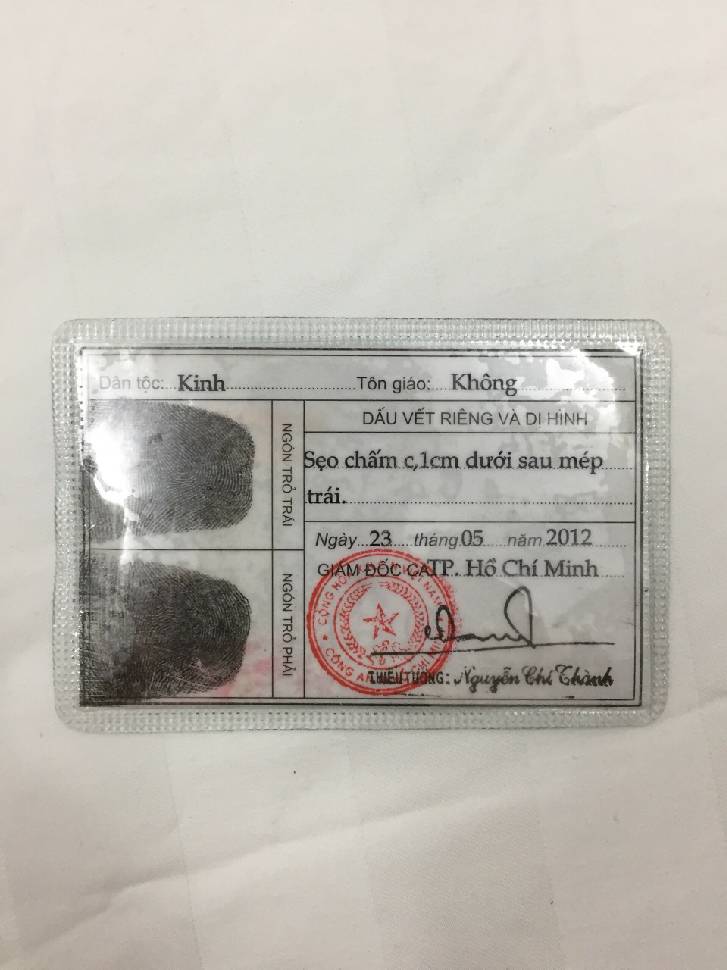 Dân tộc: Kinh Tôn giáo: Không
NGÓN TRỎ TRÁI
NGÓN TRỎ PHẢI
DẤU VẾT RIÊNG VÀ DỊ HÌNH
Sẹo chấm c,1cm dưới sau mép
trái.
Ngày 23 tháng 05 năm 2012
GIÁM ĐỐC CA TP. Hồ Chí Minh
THIẾU TƯỚNG: Nguyễn Chí Thành